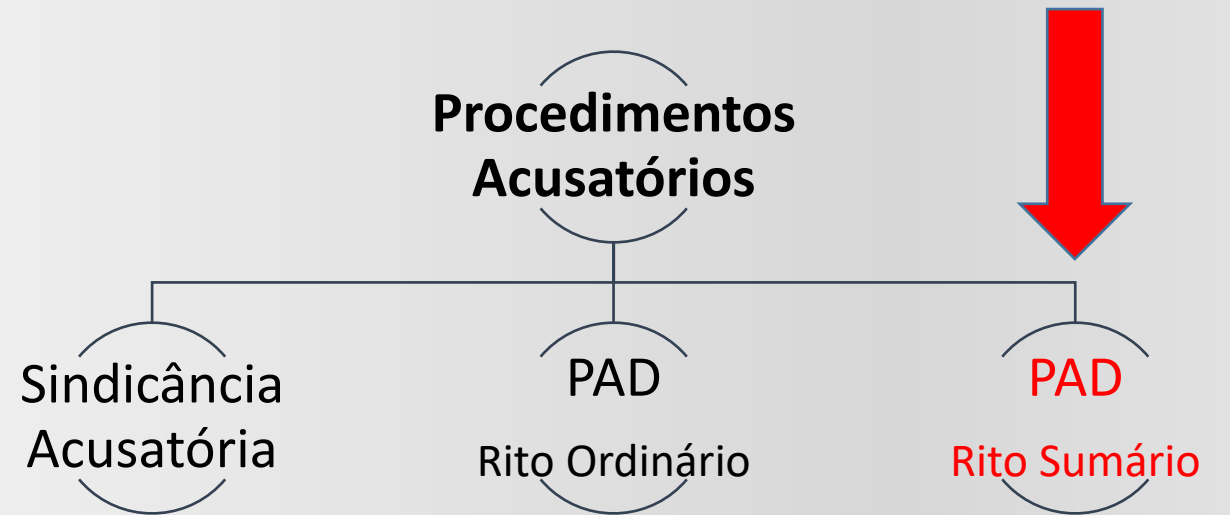 Procedimentos
Acusatórios
Sindicância
Acusatória
PAD
Rito Ordinário
PAD
Rito Sumário